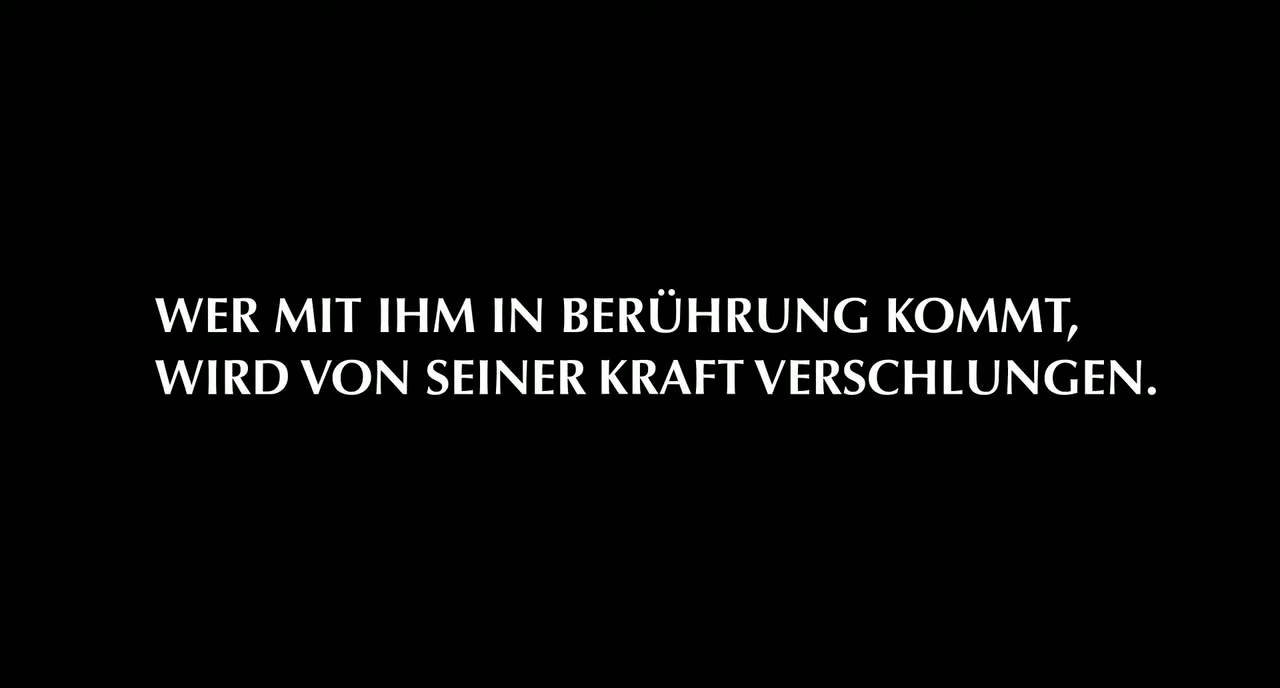 WER MIT IHM IN BERÜHRUNG KOMMT,
WIRD VON SEINER KRAFT VERSCHLUNGEN.